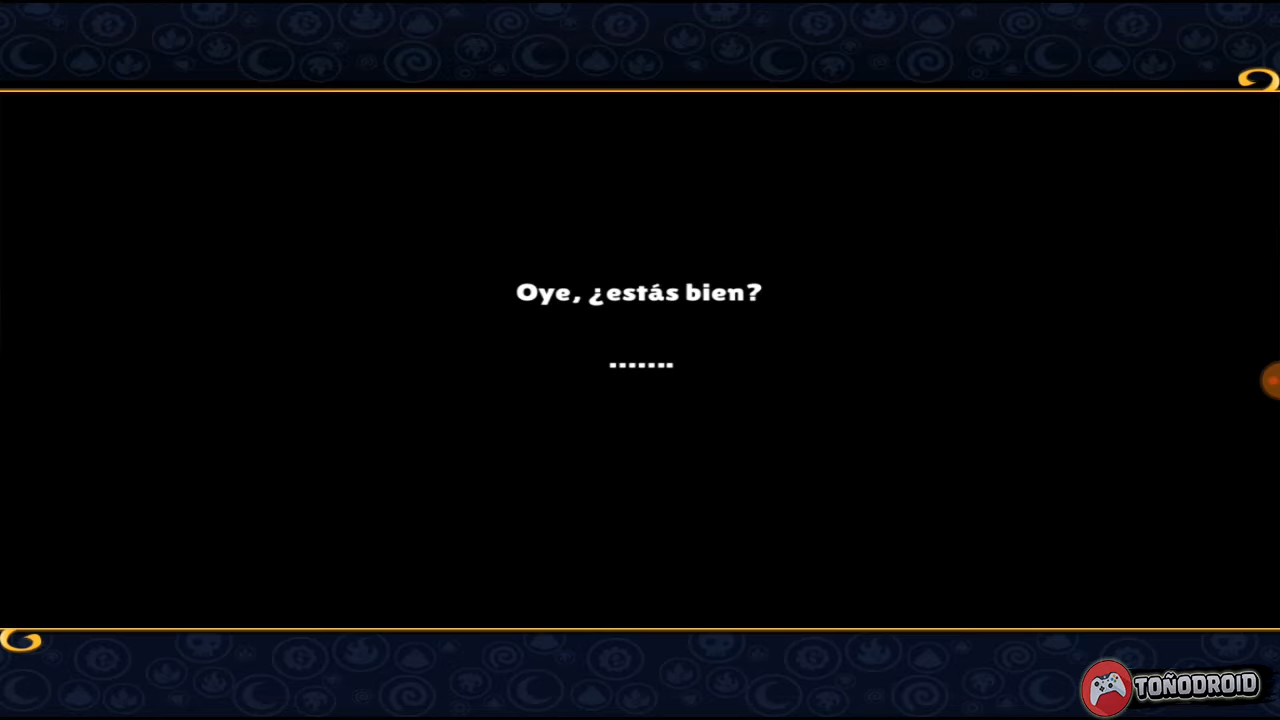 Oye, ¿estás bien?
.......
TOÑODROID